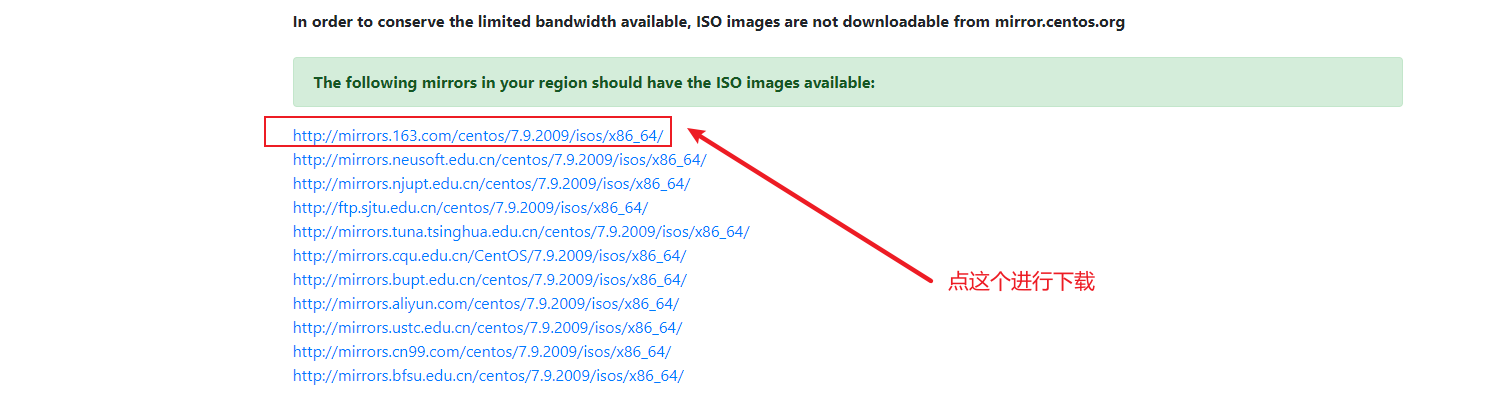 In order to conserve the limited bandwidth available, ISO images are not downloadable from mirror.centos.org
The following mirrors in your region should have the ISO images available:
http://mirrors.163.com/centos/7.9.2009/isos/x86_64/
http://mirrors.neusoft.edu.cn/centos/7.9.2009/isos/x86_64/
http://mirrors.njupt.edu.cn/centos/7.9.2009/isos/x86_64/
http://ftp.sjtu.edu.cn/centos/7.9.2009/isos/x86_64/
http://mirrors.tuna.tsinghua.edu.cn/centos/7.9.2009/isos/x86_64/
http://mirrors.cqu.edu.cn/CentOS/7.9.2009/isos/x86_64/
http://mirrors.bupt.edu.cn/centos/7.9.2009/isos/x86_64/
点这个进行下载
http://mirrors.aliyun.com/centos/7.9.2009/isos/x86_64/
http://mirrors.ustc.edu.cn/centos/7.9.2009/isos/x86_64/
http://mirrors.cn99.com/centos/7.9.2009/isos/x86_64/
http://mirrors.bfsu.edu.cn/centos/7.9.2009/isos/x86_64/